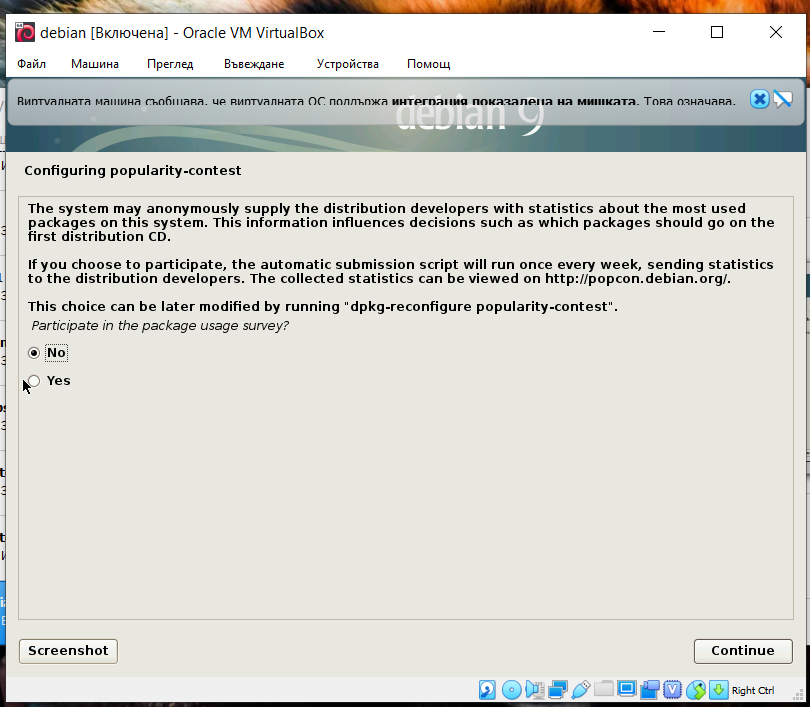 debian [Включена] - Oracle VM VirtualBox
Файл Машина Преглед Въвеждане Устройства Помощ
Виртуалната машина съобщава, че виртуалната ОС поддържа интеграция показалеца на мишката. Това означава,
debian 9
Configuring popularity-contest
The system may anonymously supply the distribution developers with statistics about the most used
packages on this system. This information influences decisions such as which packages should go on the
first distribution CD.
If you choose to participate, the automatic submission script will run once every week, sending statistics
to the distribution developers. The collected statistics can be viewed on http://popcon.debian.org/.
This choice can be later modified by running "dpkg-reconfigure popularity-contest".
Participate in the package usage survey?
No
Yes
Screenshot Continue
Right Ctrl